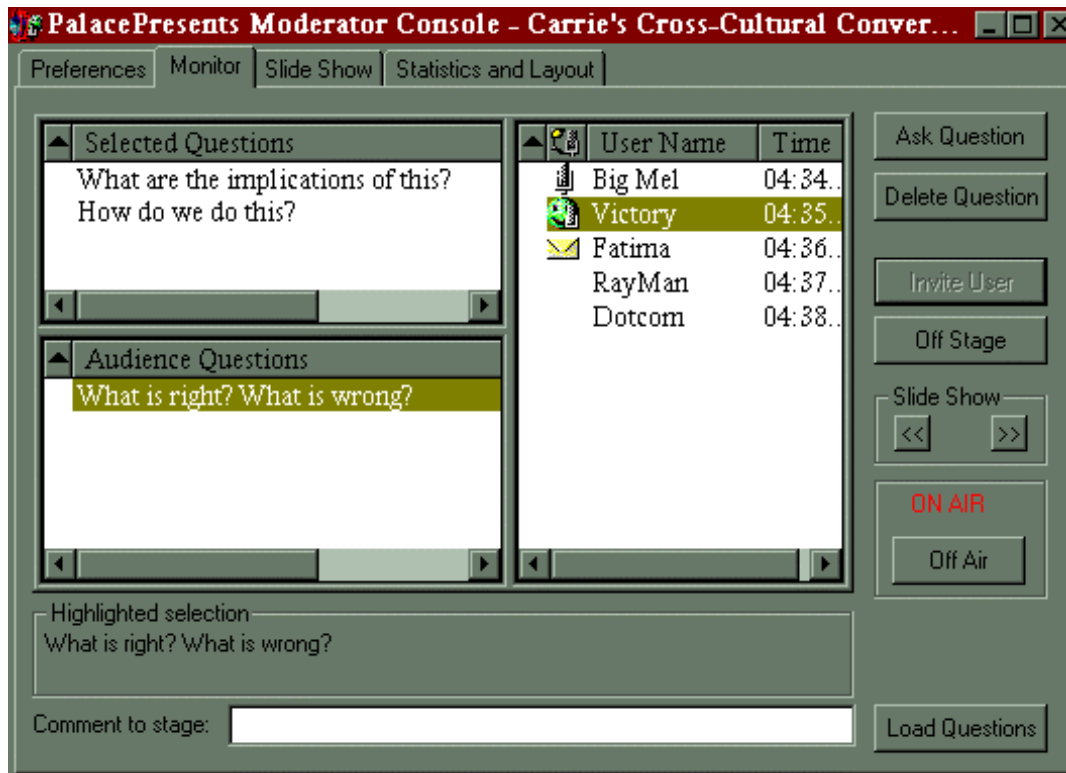 PalacePresents Moderator Console - Carrie's Cross-Cultural Conver...
Preferences Monitor Slide Show Statistics and Layout
Selected Questions
What are the implications of this?
How do we do this?
Audience Questions
What is right? What is wrong?
User Name Time
Big Mel 04:34..
Victory 04:35..
Fatima 04:36..
RayMan 04:37..
Dotcom 04:38..
Ask Question
Delete Question
Invite User
Off Stage
Slide Show
<< >>
ON AIR
Off Air
Highlighted selection
What is right? What is wrong?
Comment to stage:
Load Questions